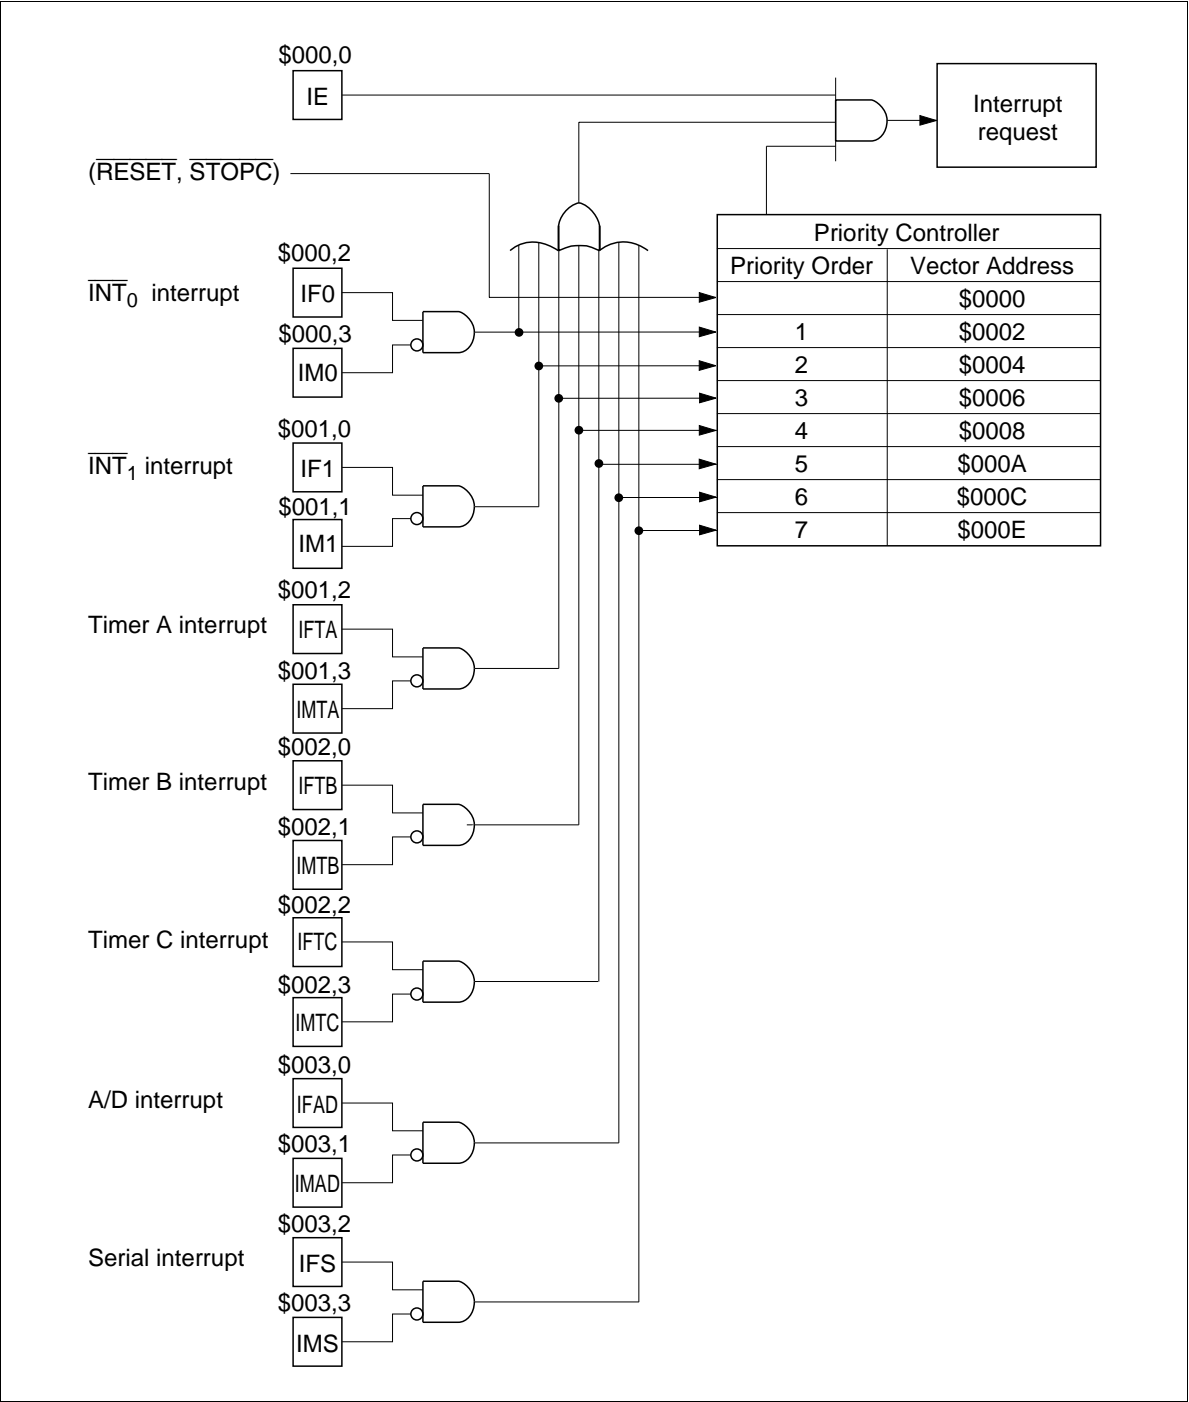 $000,0
IE
Interrupt
request
(RESET, STOPC)
Priority Controller
Priority Order Vector Address
$0000
1 $0002
2 $0004
3 $0006
4 $0008
5 $000A
6 $000C
7 $000E
$000,2
INT0 interrupt
IF0
$000,3
IM0
$001,0
INT1 interrupt
IF1
$001,1
IM1
$001,2
Timer A interrupt
IFTA
$001,3
IMTA
$002,0
Timer B interrupt
IFTB
$002,1
IMTB
$002,2
Timer C interrupt
IFTC
$002,3
IMTC
$003,0
A/D interrupt
IFAD
$003,1
IMAD
$003,2
Serial interrupt
IFS
$003,3
IMS